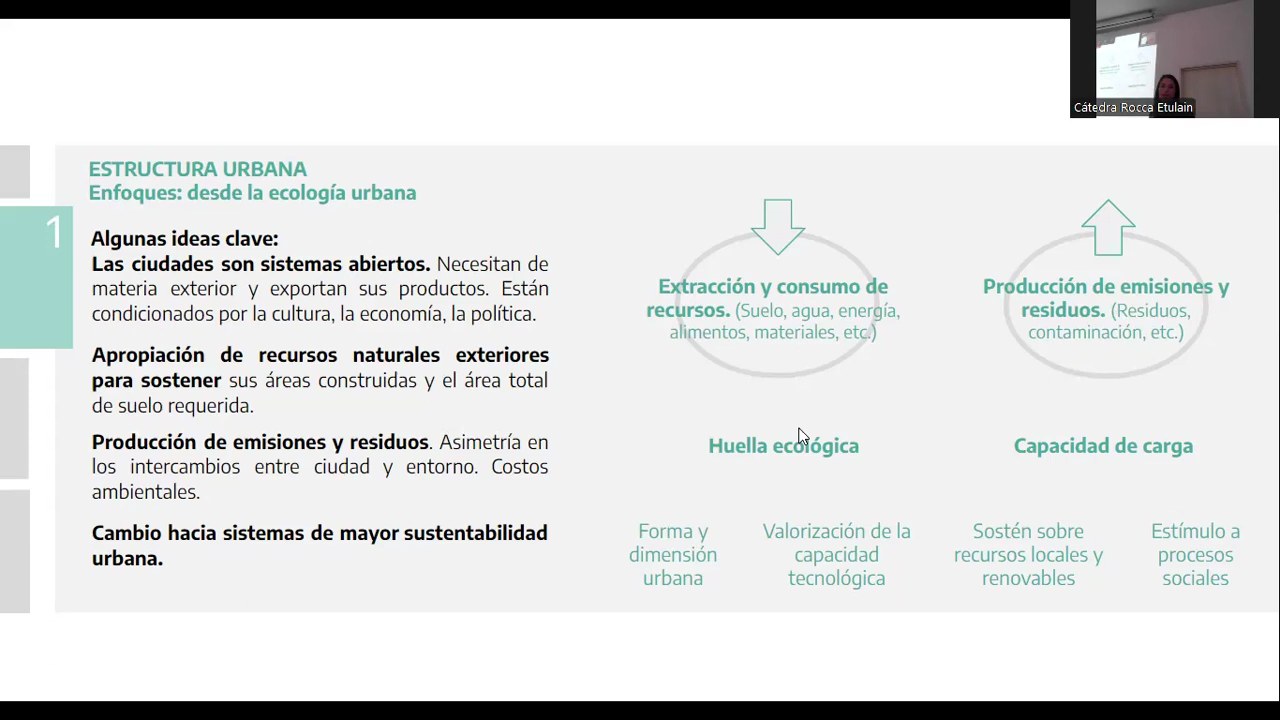 Cátedra Rocca Etulain
ESTRUCTURA URBANA
Enfoques: desde la ecología urbana
1
Algunas ideas clave:
Las ciudades son sistemas abiertos. Necesitan de
materia exterior y exportan sus productos. Están
condicionados por la cultura, la economía, la política.
Apropiación de recursos naturales exteriores
para sostener sus áreas construidas y el área total
de suelo requerida.
Producción de emisiones y residuos. Asimetría en
los intercambios entre ciudad y entorno. Costos
ambientales.
Cambio hacia sistemas de mayor sustentabilidad
urbana.
Extracción y consumo de
recursos. (Suelo, agua, energía,
alimentos, materiales, etc.)
Producción de emisiones y
residuos. (Residuos,
contaminación, etc.)
Huella ecológica
Capacidad de carga
Forma y
dimensión
urbana
Valorización de la
capacidad
tecnológica
Sostén sobre
recursos locales y
renovables
Estímulo a
procesos
sociales